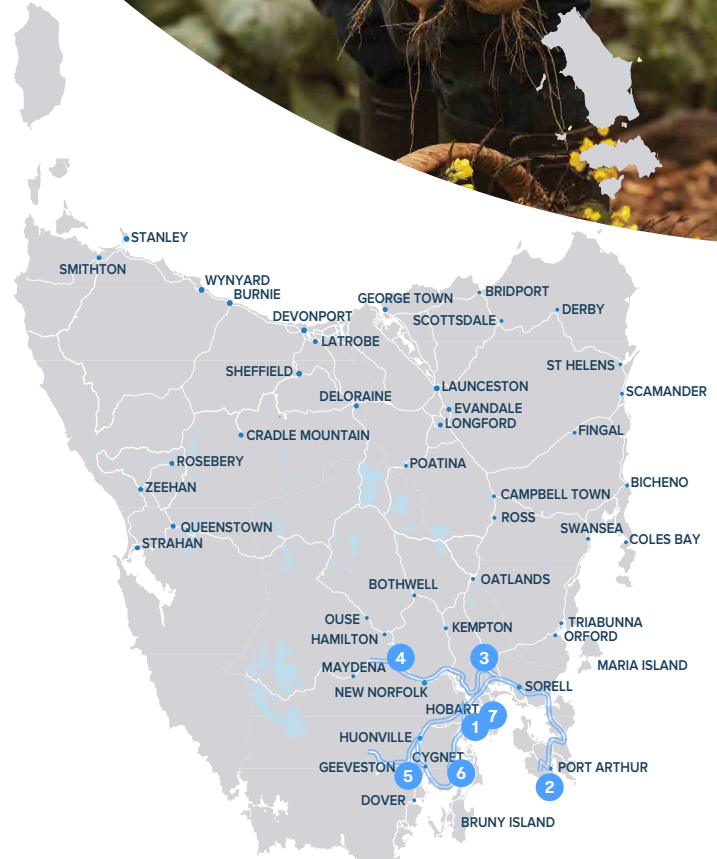 STANLEY
SMITHTON
WYNYARD
BURNIE
GEORGE TOWN
BRIDPORT
DERBY
DEVONPORT
SCOTTSDALE
LATROBE
ST HELENS
SHEFFIELD
LAUNCESTON
SCAMANDER
DELORAINE
EVANDALE
LONGFORD
FINGAL
CRADLE MOUNTAIN
ROSEBERY
POATINA
ZEEHAN
BICHENO
CAMPBELL TOWN
ROSS
QUEENSTOWN
SWANSEA
COLES BAY
STRAHAN
OATLANDS
BOTHWELL
OUSE
KEMPTON
TRIABUNNA
HAMILTON
ORFORD
4
3
MAYDENA
MARIA ISLAND
NEW NORFOLK
SORELL
HOBART
7
1
HUONVILLE
CYGNET
GEEVESTON
5
6
PORT ARTHUR
2
DOVER
BRUNY ISLAND